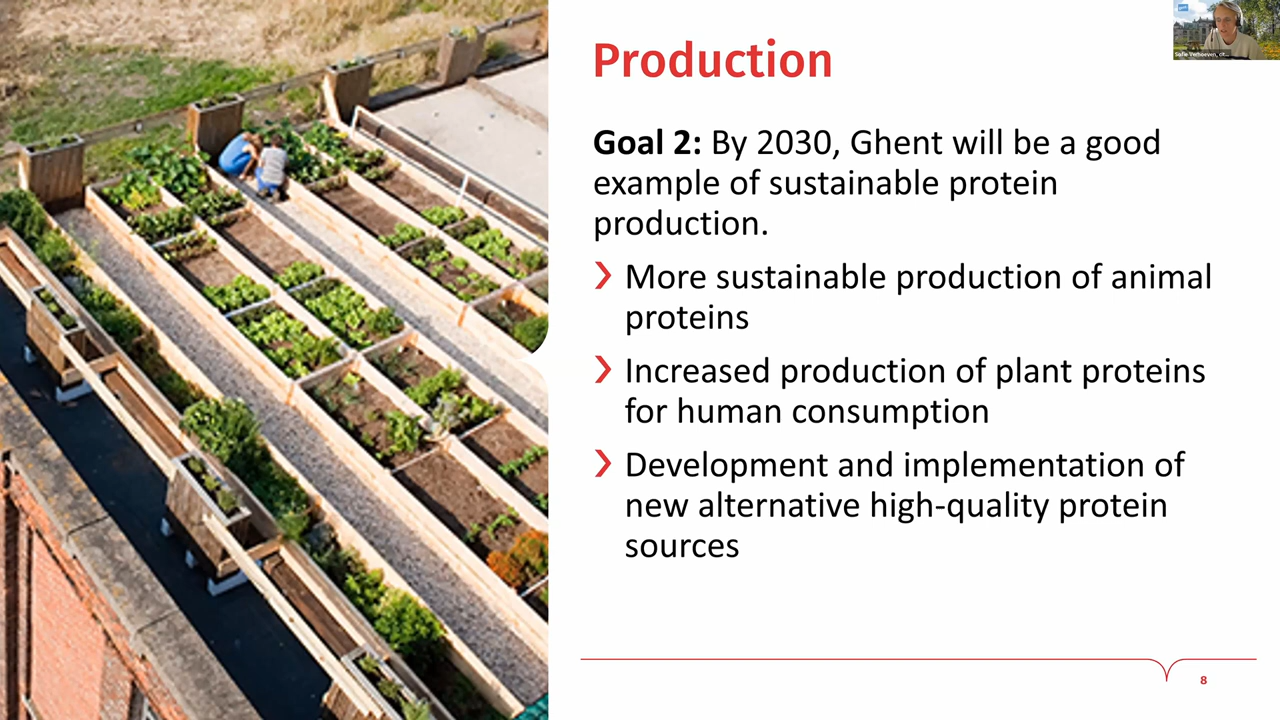 Production
Goal 2: By 2030, Ghent will be a good
example of sustainable protein
production.
More sustainable production of animal
proteins
Increased production of plant proteins
for human consumption
Development and implementation of
new alternative high-quality protein
sources
8
Sofie Verhoeven,